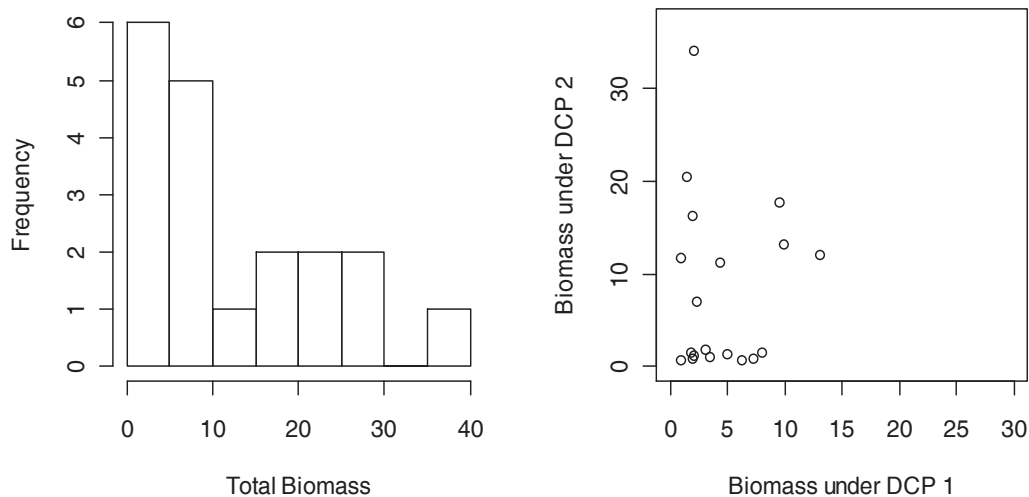 Frequency
0 1 2 3 4 5 6
0 10 20 30 40
Total Biomass
Biomass under DCP 2
0 10 20 30
0 5 10 15 20 25 30
Biomass under DCP 1